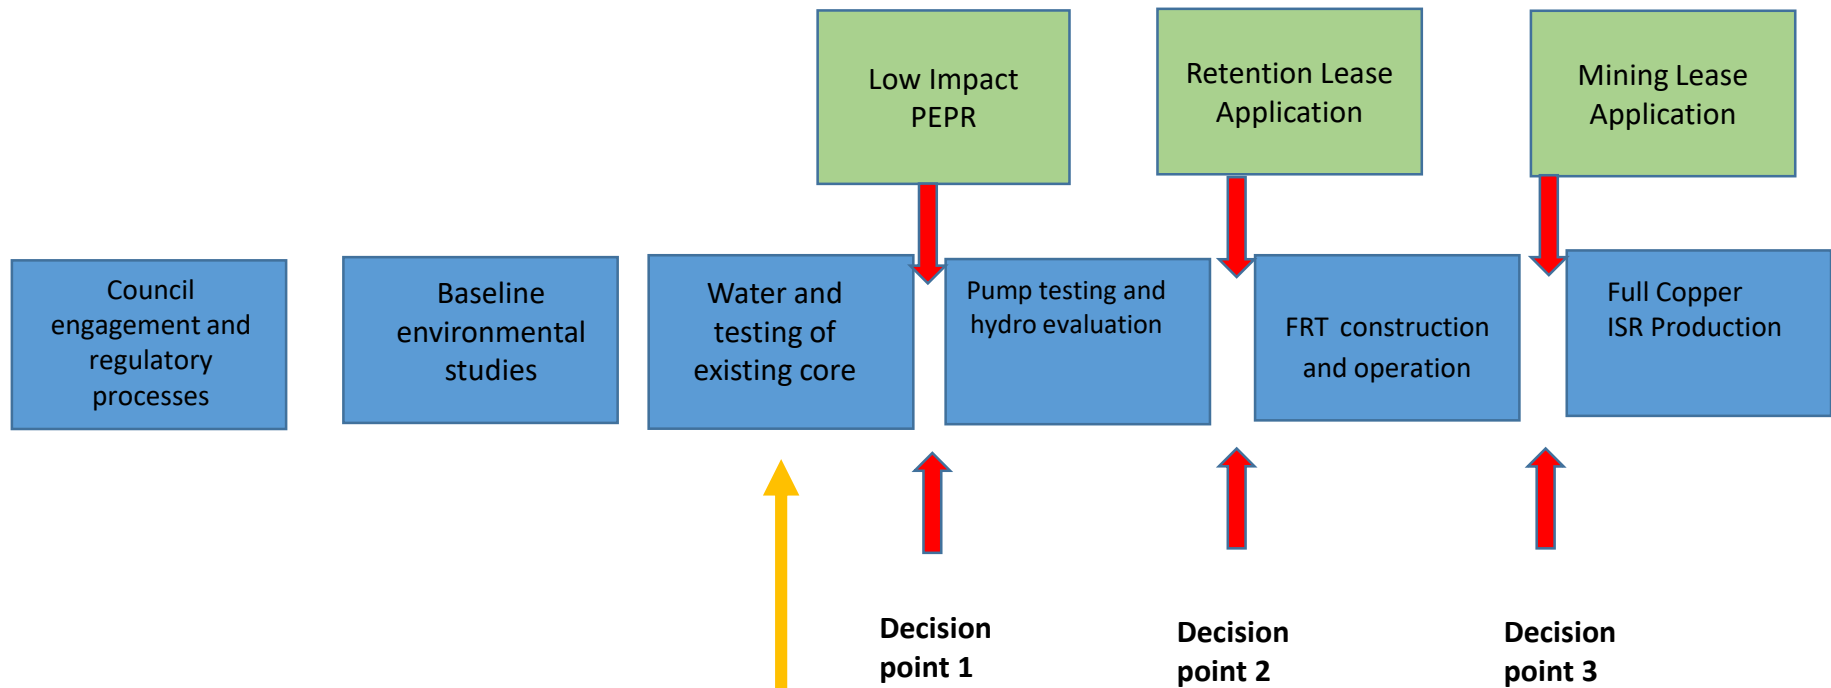 Low Impact
PEPR
Retention Lease
Application
Mining Lease
Application
Council
engagement and
regulatory
processes
Baseline
environmental
studies
Water and
testing of
existing core
Pump testing and
hydro evaluation
FRT construction
and operation
Full Copper
ISR Production
Decision
point 1
Decision
point 2
Decision
point 3